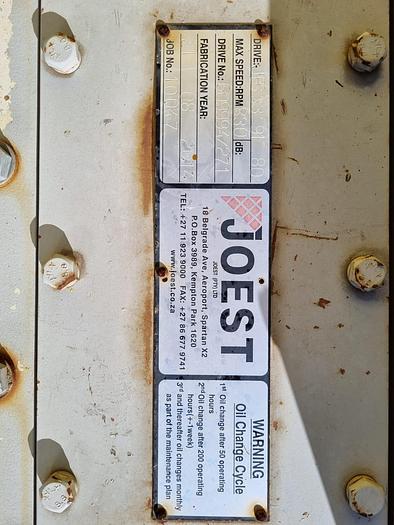 DRIVE:
MAX SPEED:RPM dB:
DRIVE No.:
FABRICATION YEAR:
JOB No.:
JOEST
JOEST (PTY) LTD
18 Belgrade Ave, Aeroport, Spartan X2
P.O.Box 3989, Kempton Park 1620
TEL: +27 11 923 9000 FAX: +27 86 677 9741
www.joest.co.za
WARNING
Oil Change Cycle
1st Oil change after 50 operating
hours
2nd Oil change after 200 operating
hours(+-1week)
3rd and thereafter oil changes monthly
as part of the maintenance plan